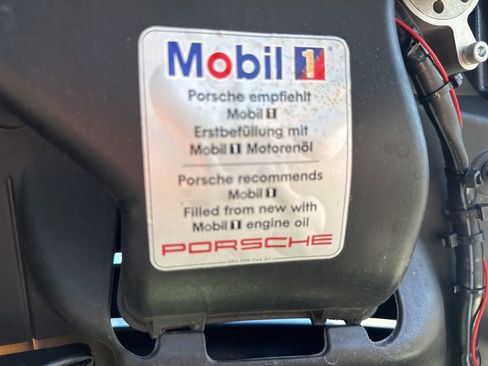 Mobil 1
Porsche empfiehlt
Mobil 1
Erstbefüllung mit
Mobil 1 Motorenöl
Porsche recommends
Mobil 1
Filled from new with
Mobil 1 engine oil
PORSCHE